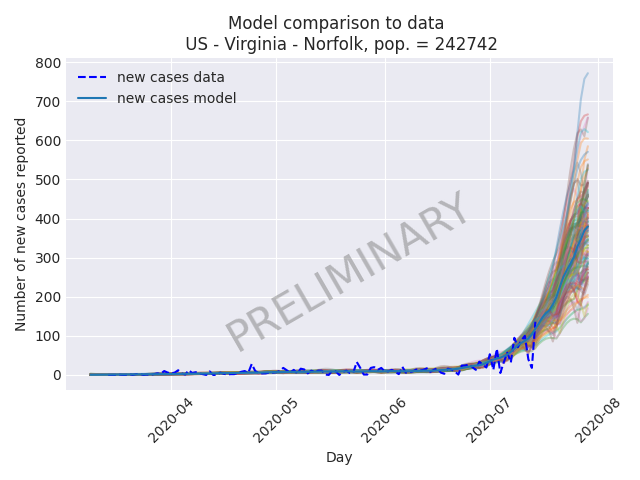 Model comparison to data
US - Virginia - Norfolk, pop. = 242742
800
700
600
500
400
300
200
100
0
Number of new cases reported
new cases data
new cases model
PRELIMINARY
2020-04
2020-05
2020-06
2020-07
2020-08
Day